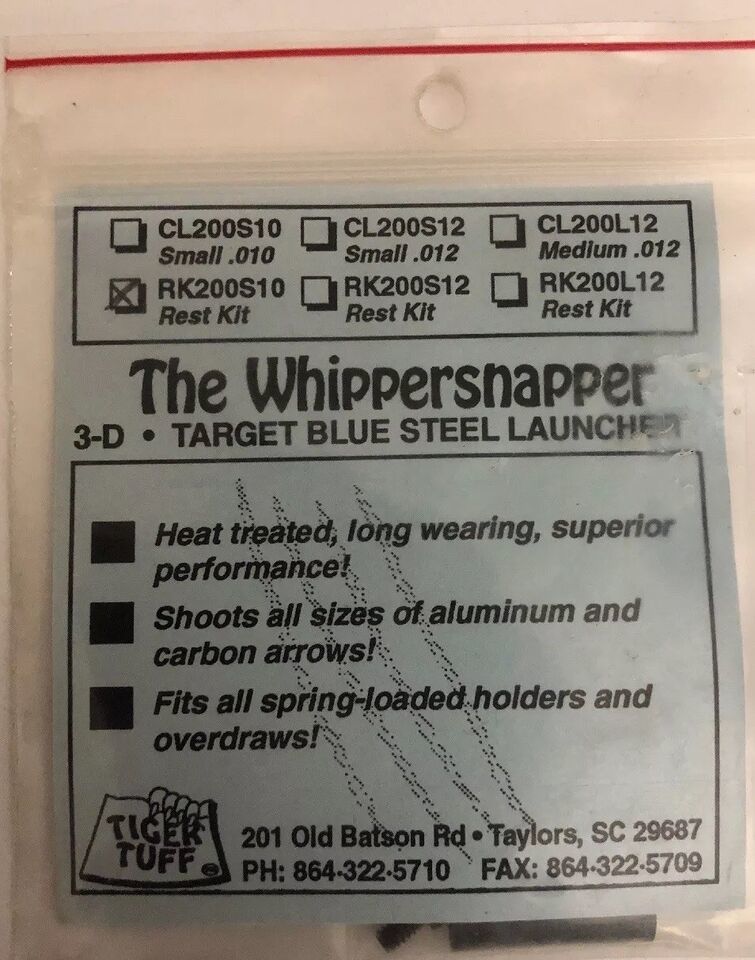 CL200S10 CL200S12 CL200L12
Small .010 Small .012 Medium .012
RK200S10 RK200S12 RK200L12
Rest Kit Rest Kit Rest Kit
The Whippersnapper
3-D • TARGET BLUE STEEL LAUNCHER
Heat treated, long wearing, superior
performance!
Shoots all sizes of aluminum and
carbon arrows!
Fits all spring-loaded holders and
overdraws!
TIGER
TUFF
201 Old Batson Rd • Taylors, SC 29687
PH: 864-322-5710 FAX: 864-322-5709